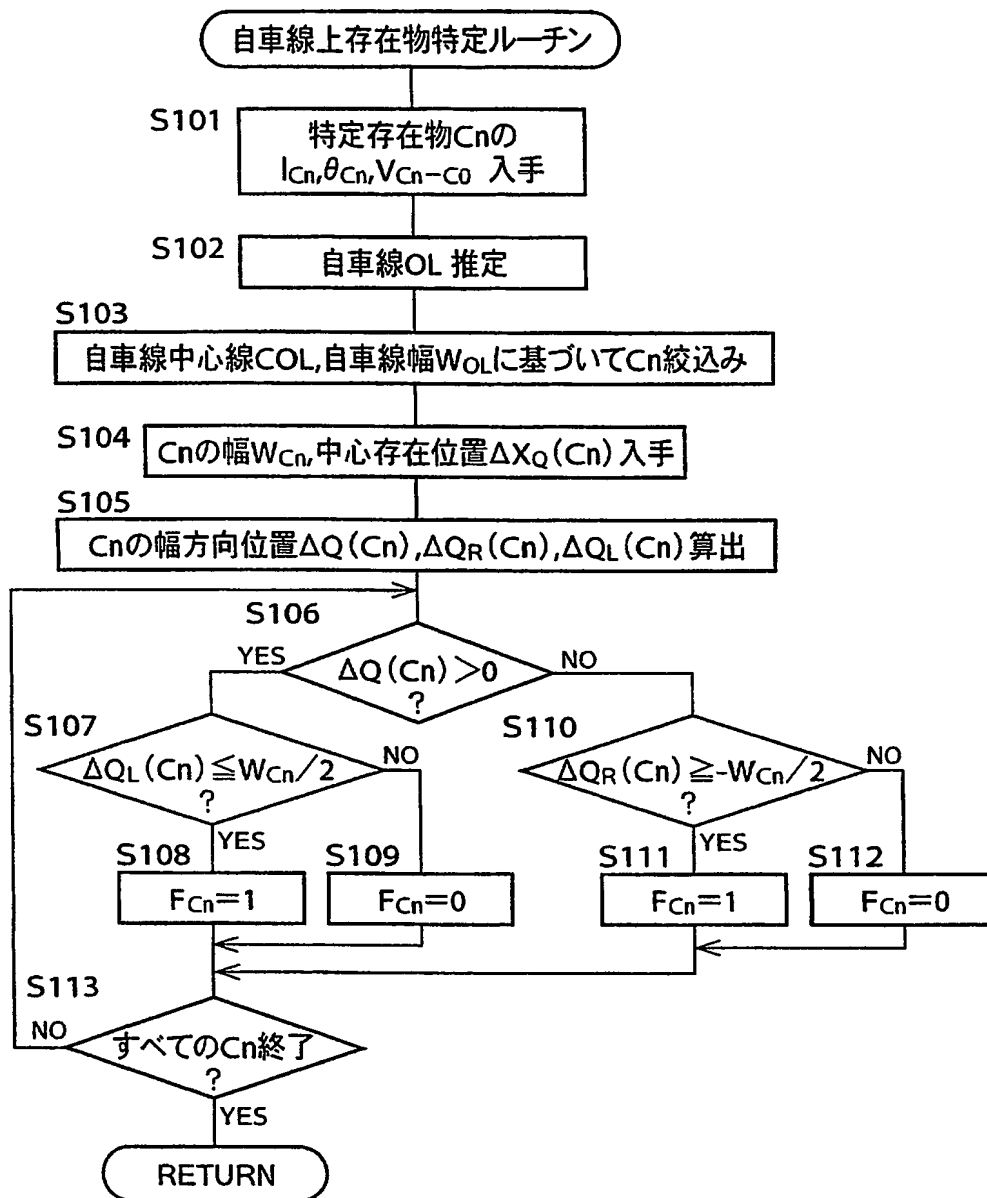 自車線上存在物特定ルーチン
S101
特定存在物Cnの
lCn,θCn,VCn-C0 入手
S102
自車線OL 推定
S103
自車線中心線COL,自車線幅WOLに基づいてCn絞込み
S104
Cnの幅WCn,中心存在位置ΔXQ(Cn)入手
S105
Cnの幅方向位置ΔQ(Cn),ΔQR(Cn),ΔQL(Cn)算出
S106
YES
ΔQ(Cn)>0
?
NO
S107
ΔQL(Cn)≦WCn/2
?
NO
YES
S110
ΔQR(Cn)≧-WCn/2
?
NO
YES
S108
FCn=1
S109
FCn=0
S111
FCn=1
S112
FCn=0
S113
NO
すべてのCn終了
?
YES
RETURN